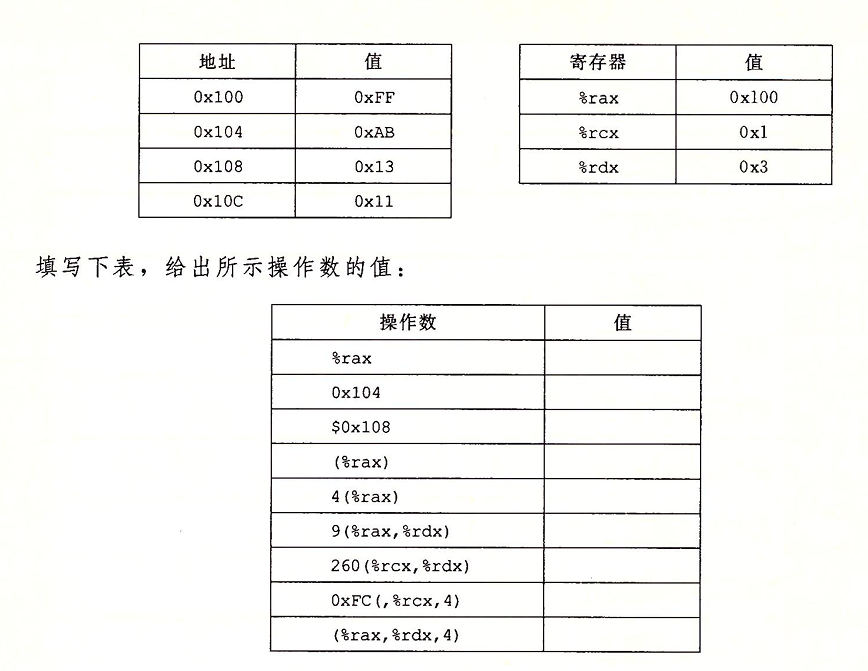 地址 值
0x100 0xFF
0x104 0xAB
0x108 0x13
0x10C 0x11
寄存器 值
%rax 0x100
%rcx 0x1
%rdx 0x3
填写下表，给出所示操作数的值：
操作数 值
%rax
0x104
$0x108
(%rax)
4(%rax)
9(%rax,%rdx)
260(%rcx,%rdx)
0xFC(,%rcx,4)
(%rax,%rdx,4)